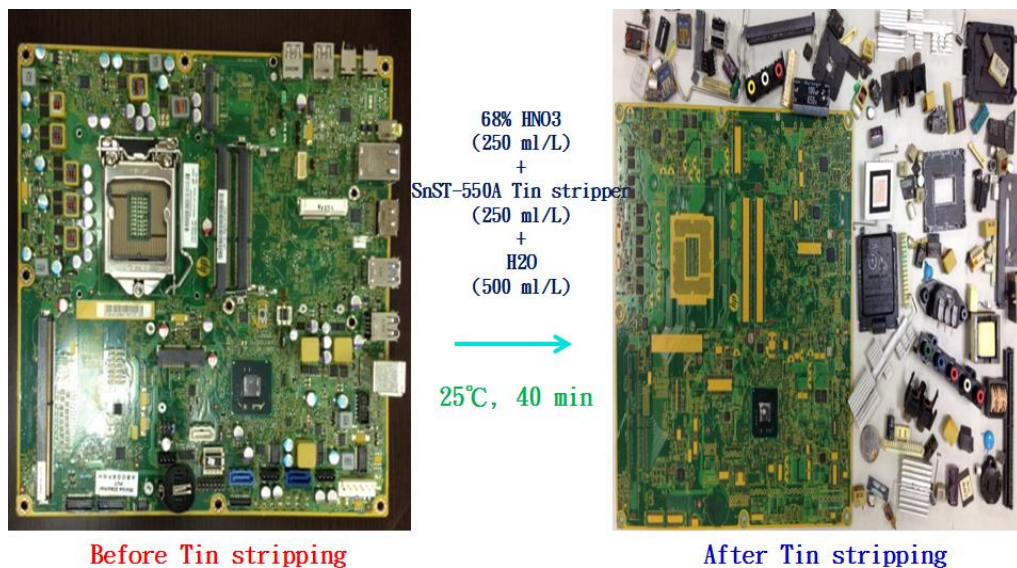 68% HNO3
(250 ml/L)
+
SnST-550A Tin stripper
(250 ml/L)
+
H2O
(500 ml/L)
25℃, 40 min
Before Tin stripping
After Tin stripping